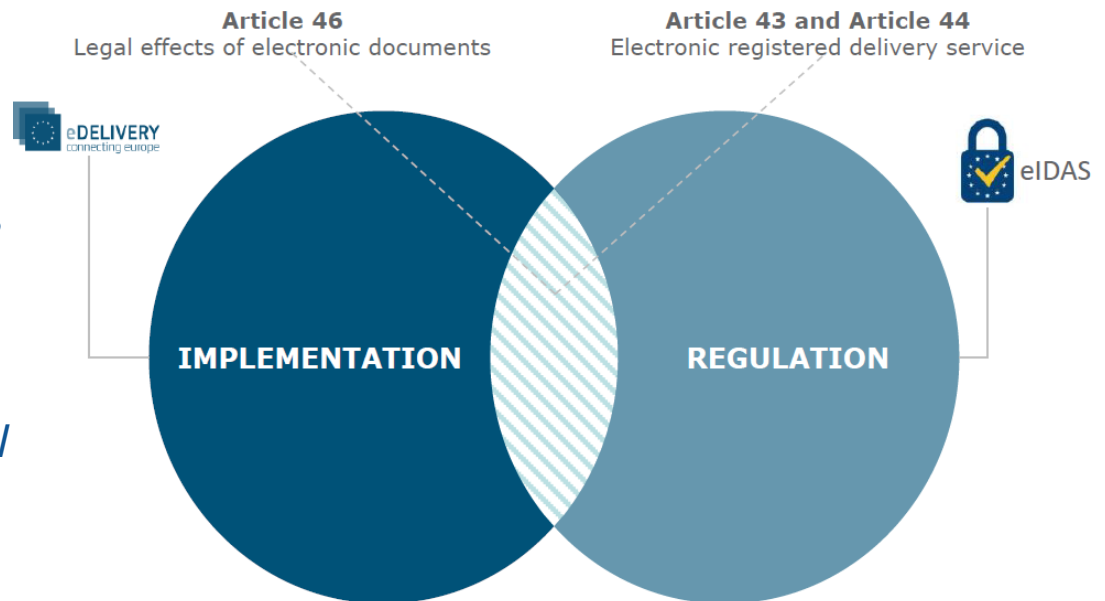 Article 46
Legal effects of electronic documents
Article 43 and Article 44
Electronic registered delivery service
eDELIVERY
connecting europe
eIDAS
IMPLEMENTATION
REGULATION